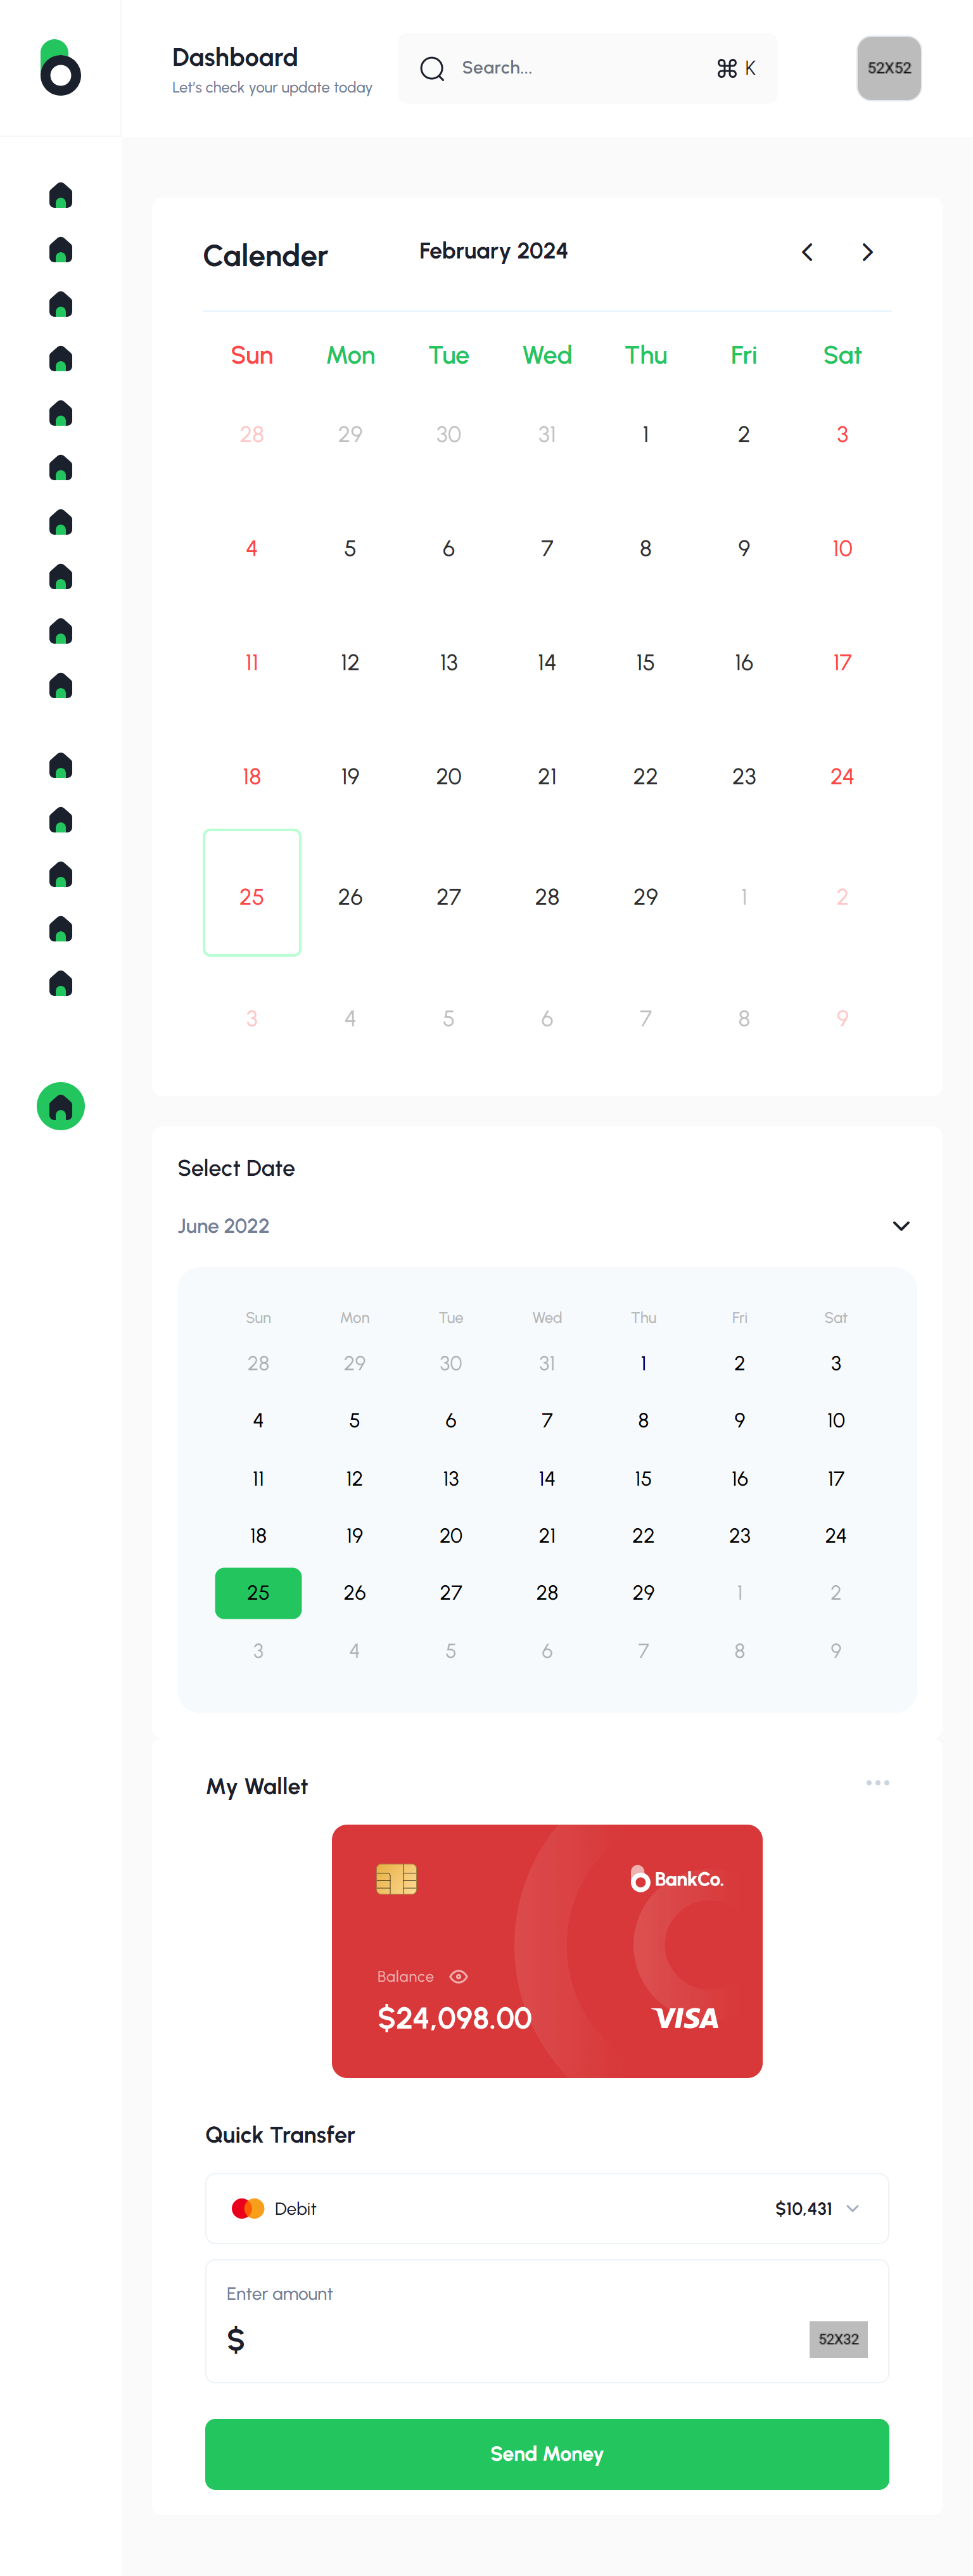 Dashboard
Let's check your update today
Search...
⌘ K
52X52
Calender
February 2024
Sun Mon Tue Wed Thu Fri Sat
28 29 30 31 1 2 3
4 5 6 7 8 9 10
11 12 13 14 15 16 17
18 19 20 21 22 23 24
25 26 27 28 29 1 2
3 4 5 6 7 8 9
Select Date
June 2022
Sun Mon Tue Wed Thu Fri Sat
28 29 30 31 1 2 3
4 5 6 7 8 9 10
11 12 13 14 15 16 17
18 19 20 21 22 23 24
25 26 27 28 29 1 2
3 4 5 6 7 8 9
My Wallet
BankCo.
Balance
$24,098.00
VISA
Quick Transfer
Debit $10,431
Enter amount
$
52X32
Send Money